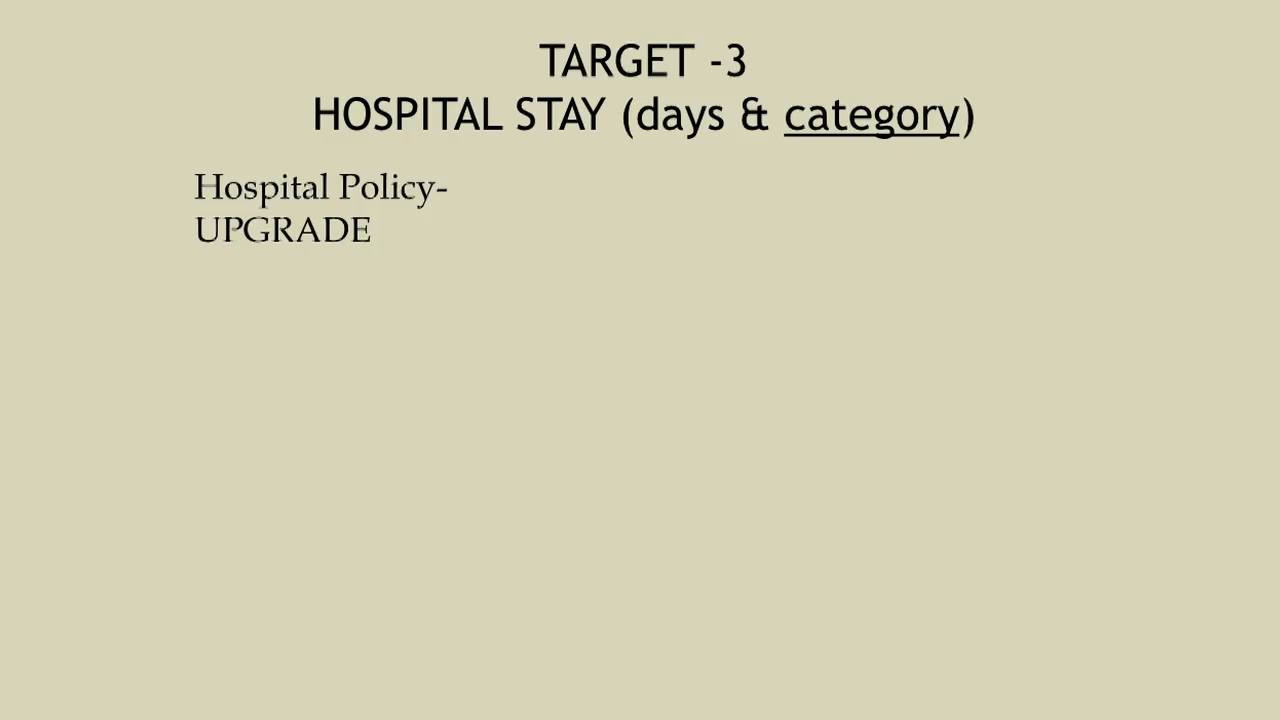 TARGET -3
HOSPITAL STAY (days & category)
Hospital Policy-
UPGRADE